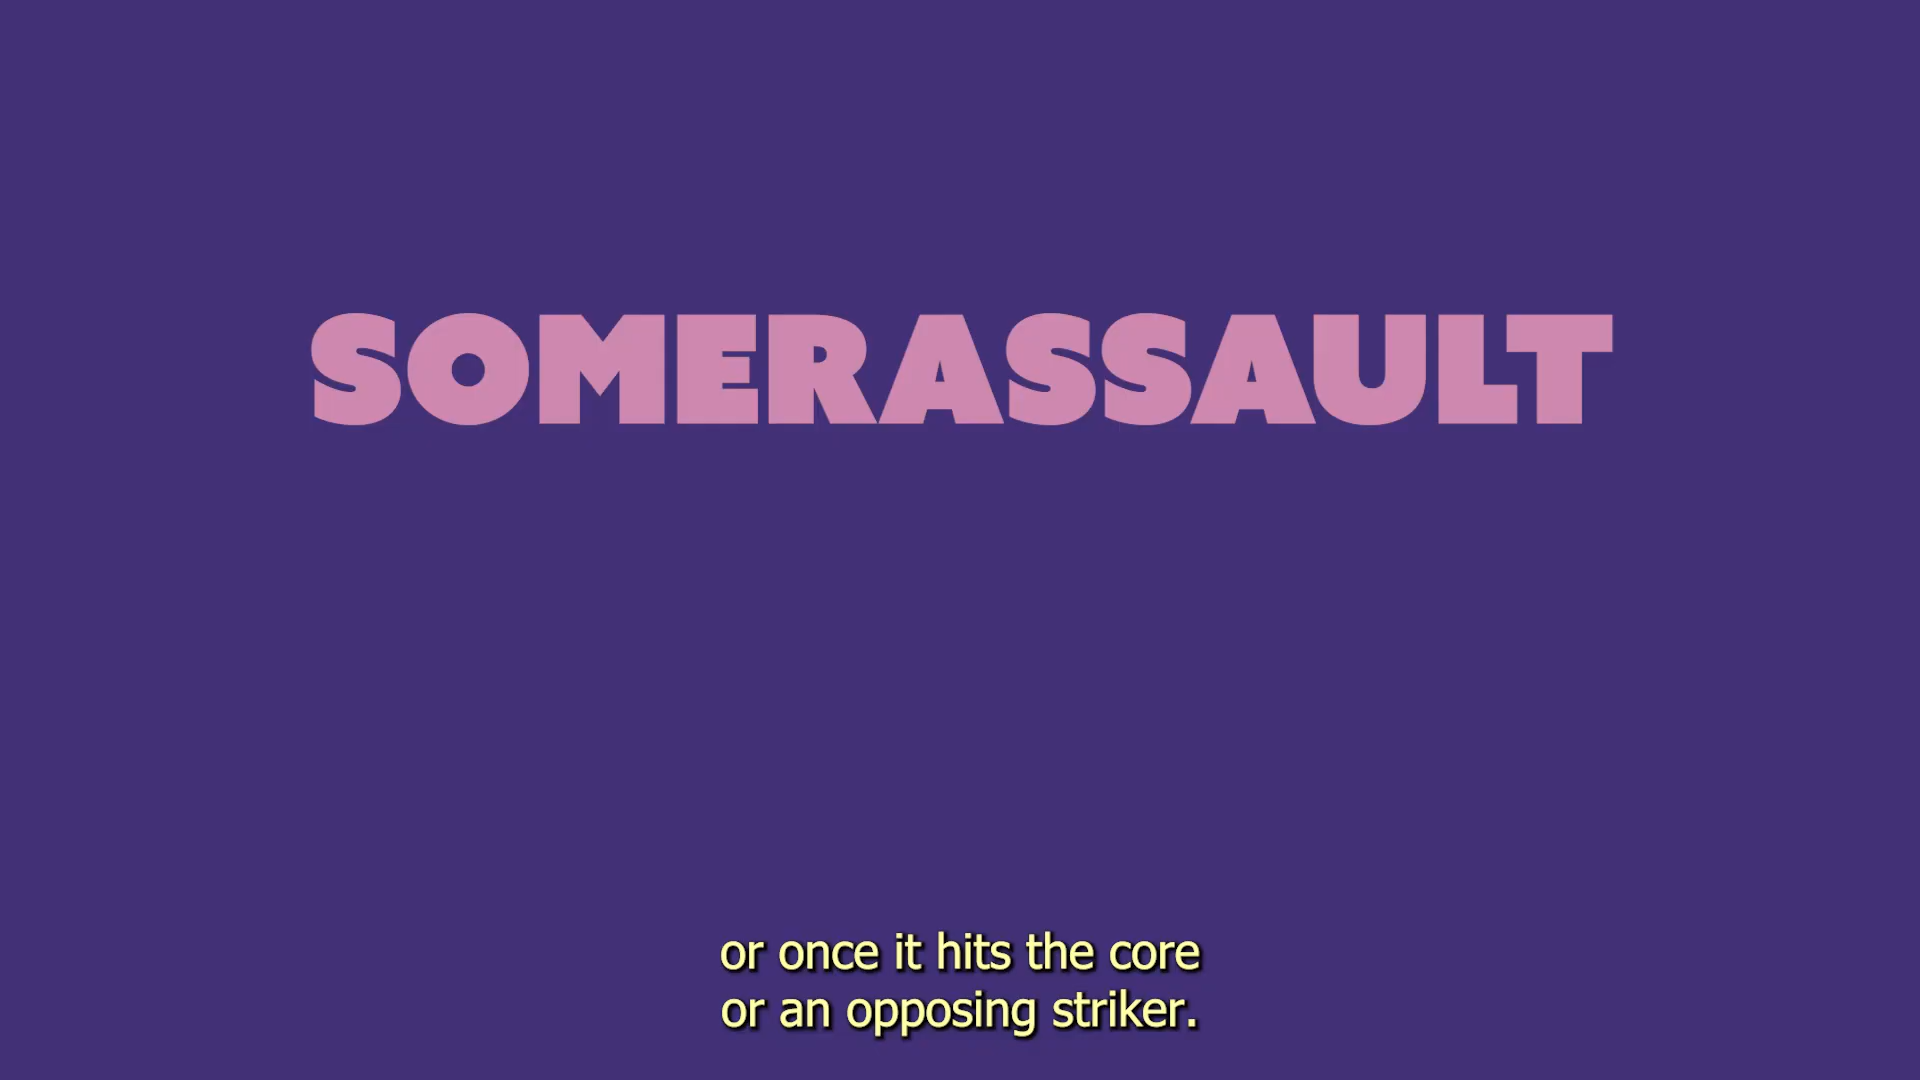 SOMERASSAULT
or once it hits the core
or an opposing striker.